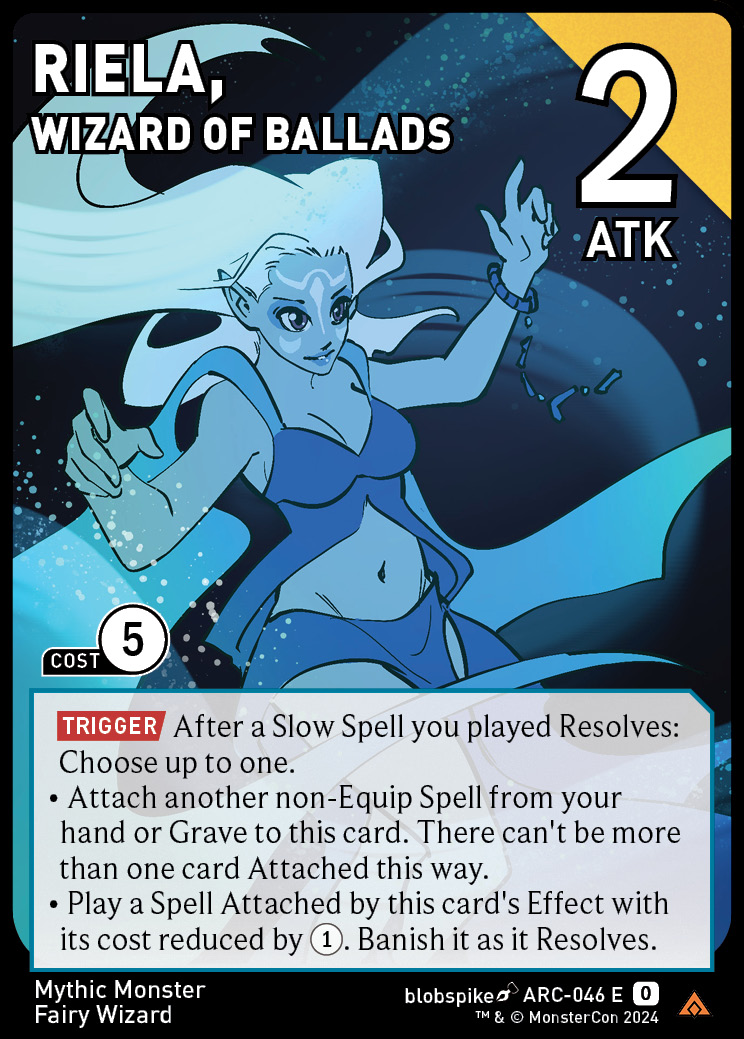 RIELA,
WIZARD OF BALLADS
2
ATK
COST 5
TRIGGER After a Slow Spell you played Resolves:
Choose up to one.
• Attach another non-Equip Spell from your
hand or Grave to this card. There can't be more
than one card Attached this way.
• Play a Spell Attached by this card's Effect with
its cost reduced by 1. Banish it as it Resolves.
Mythic Monster
Fairy Wizard
blobspike ARC-046 E 0
™ & © MonsterCon 2024